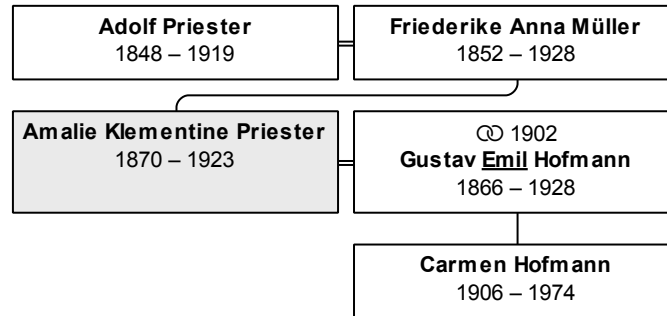 Adolf Priester
1848 – 1919
Friederike Anna Müller
1852 – 1928
Amalie Klementine Priester
1870 – 1923
⚭ 1902
Gustav Emil Hofmann
1866 – 1928
Carmen Hofmann
1906 – 1974